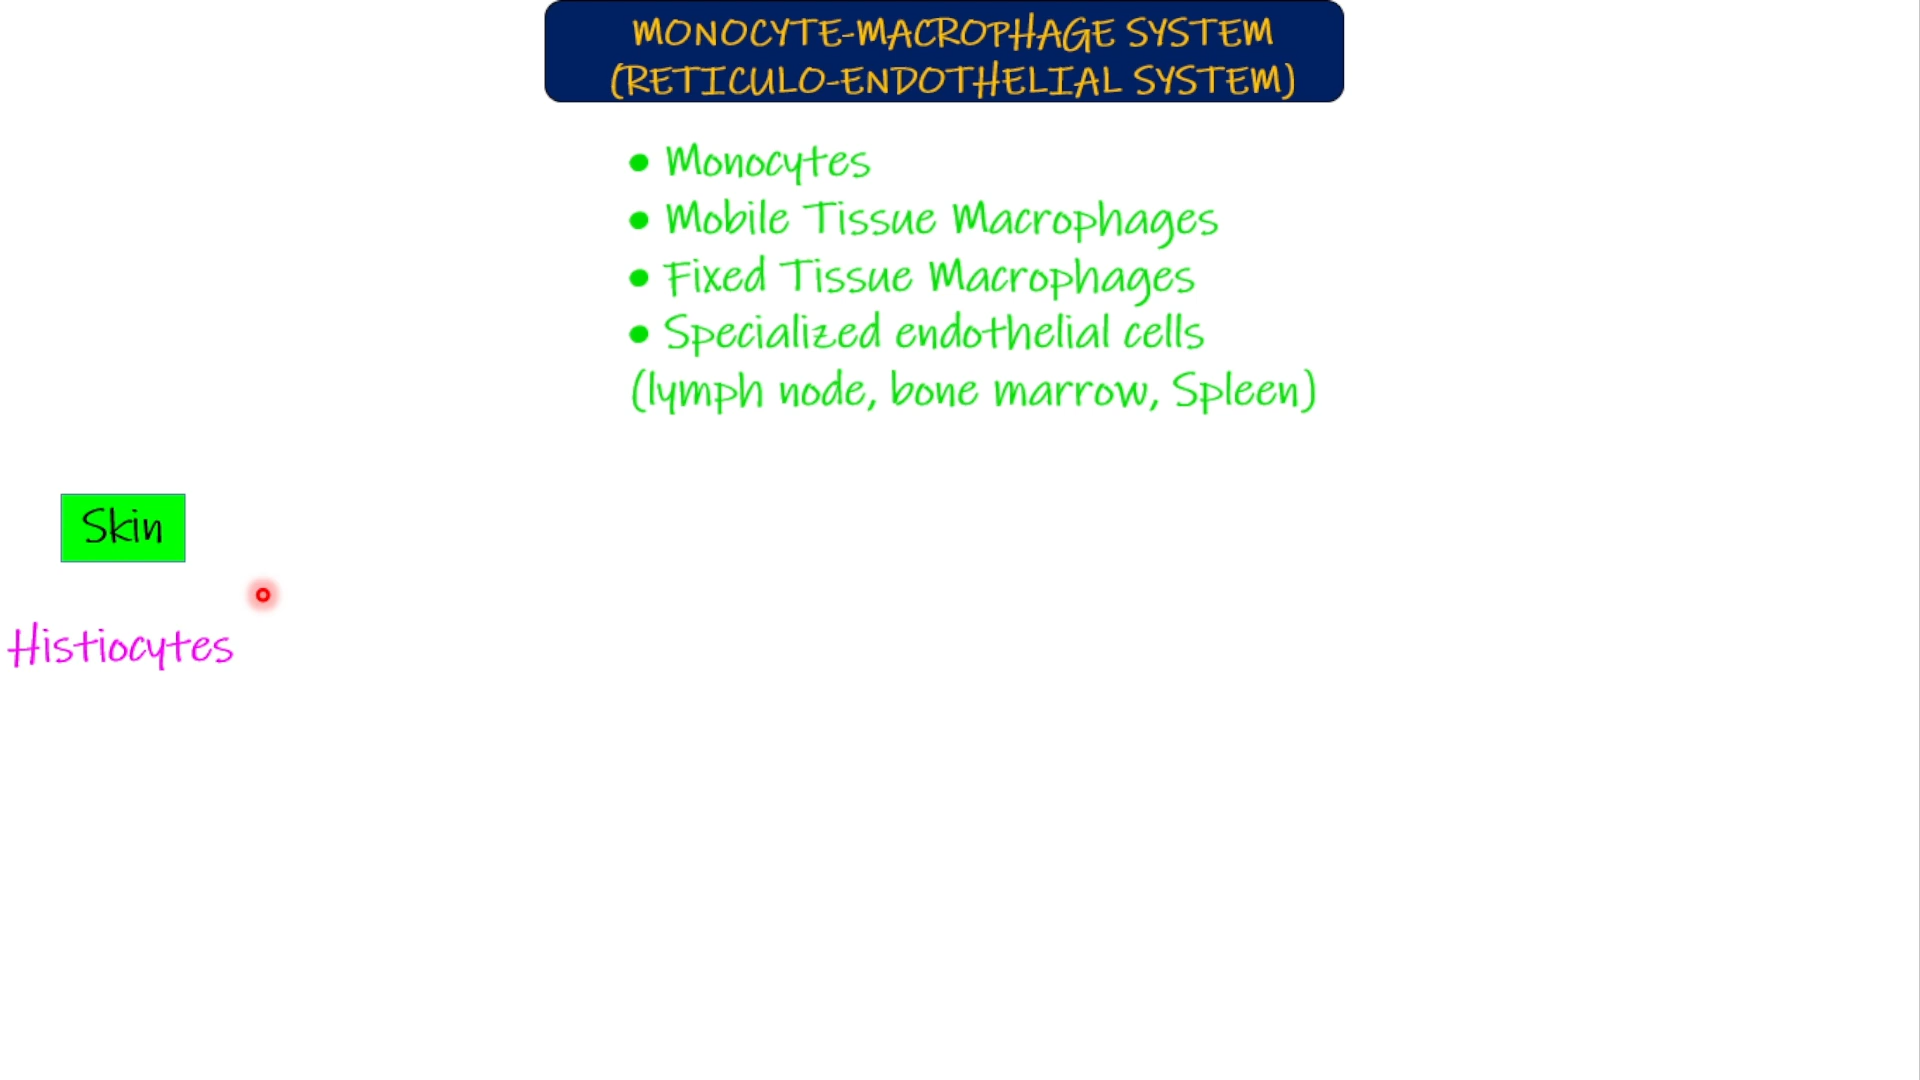 MONOCYTE-MACROPHAGE SYSTEM
(RETICULO-ENDOTHELIAL SYSTEM)
• Monocytes
• Mobile Tissue Macrophages
• Fixed Tissue Macrophages
• Specialized endothelial cells
(lymph node, bone marrow, Spleen)
Skin
Histiocytes